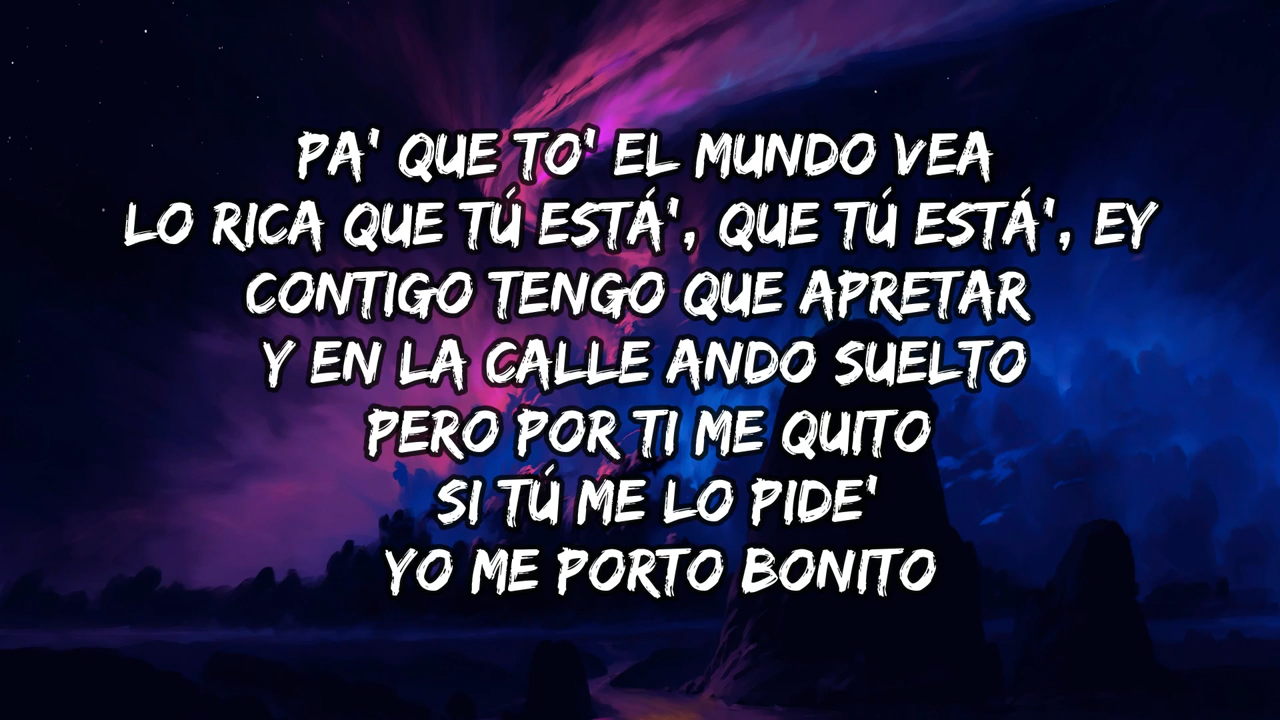 PA' QUE TO' EL MUNDO VEA
LO RICA QUE TÚ ESTÁ', QUE TÚ ESTÁ', EY
CONTIGO TENGO QUE APRETAR
Y EN LA CALLE ANDO SUELTO
PERO POR TI ME QUITO
SI TÚ ME LO PIDE'
YO ME PORTO BONITO